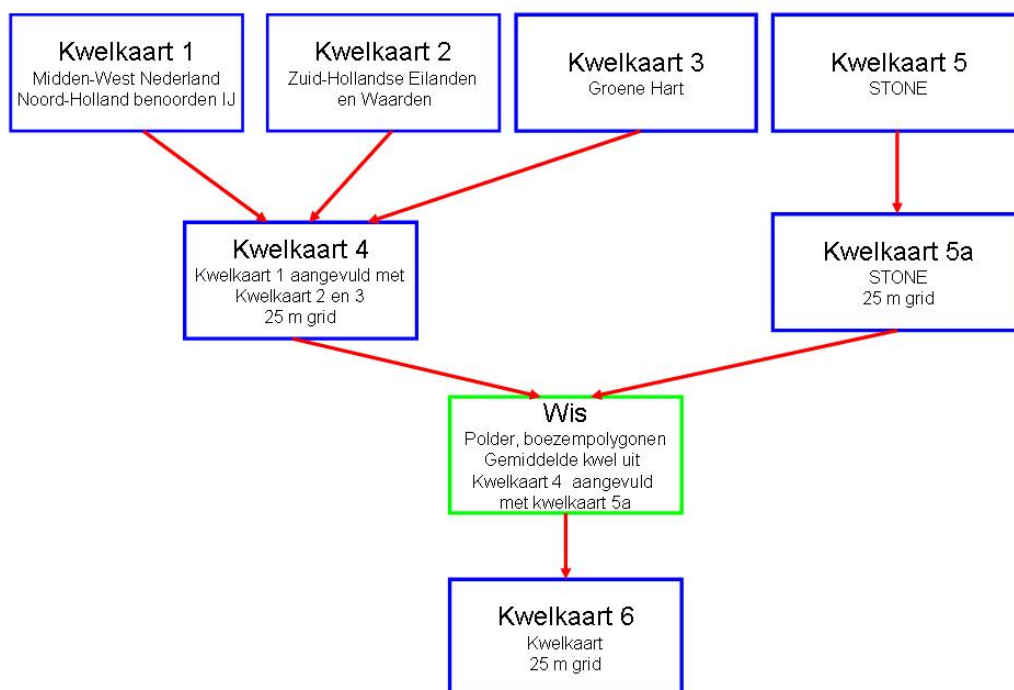 Kwelkaart 1
Midden-West Nederland
Noord-Holland benoorden IJ
Kwelkaart 2
Zuid-Hollandse Eilanden
en Waarden
Kwelkaart 3
Groene Hart
Kwelkaart 5
STONE
Kwelkaart 4
Kwelkaart 1 aangevuld met
Kwelkaart 2 en 3
25 m grid
Kwelkaart 5a
STONE
25 m grid
Wis
Polder, boezempolygonen
Gemiddelde kwel uit
Kwelkaart 4 aangevuld
met kwelkaart 5a
Kwelkaart 6
Kwelkaart
25 m grid